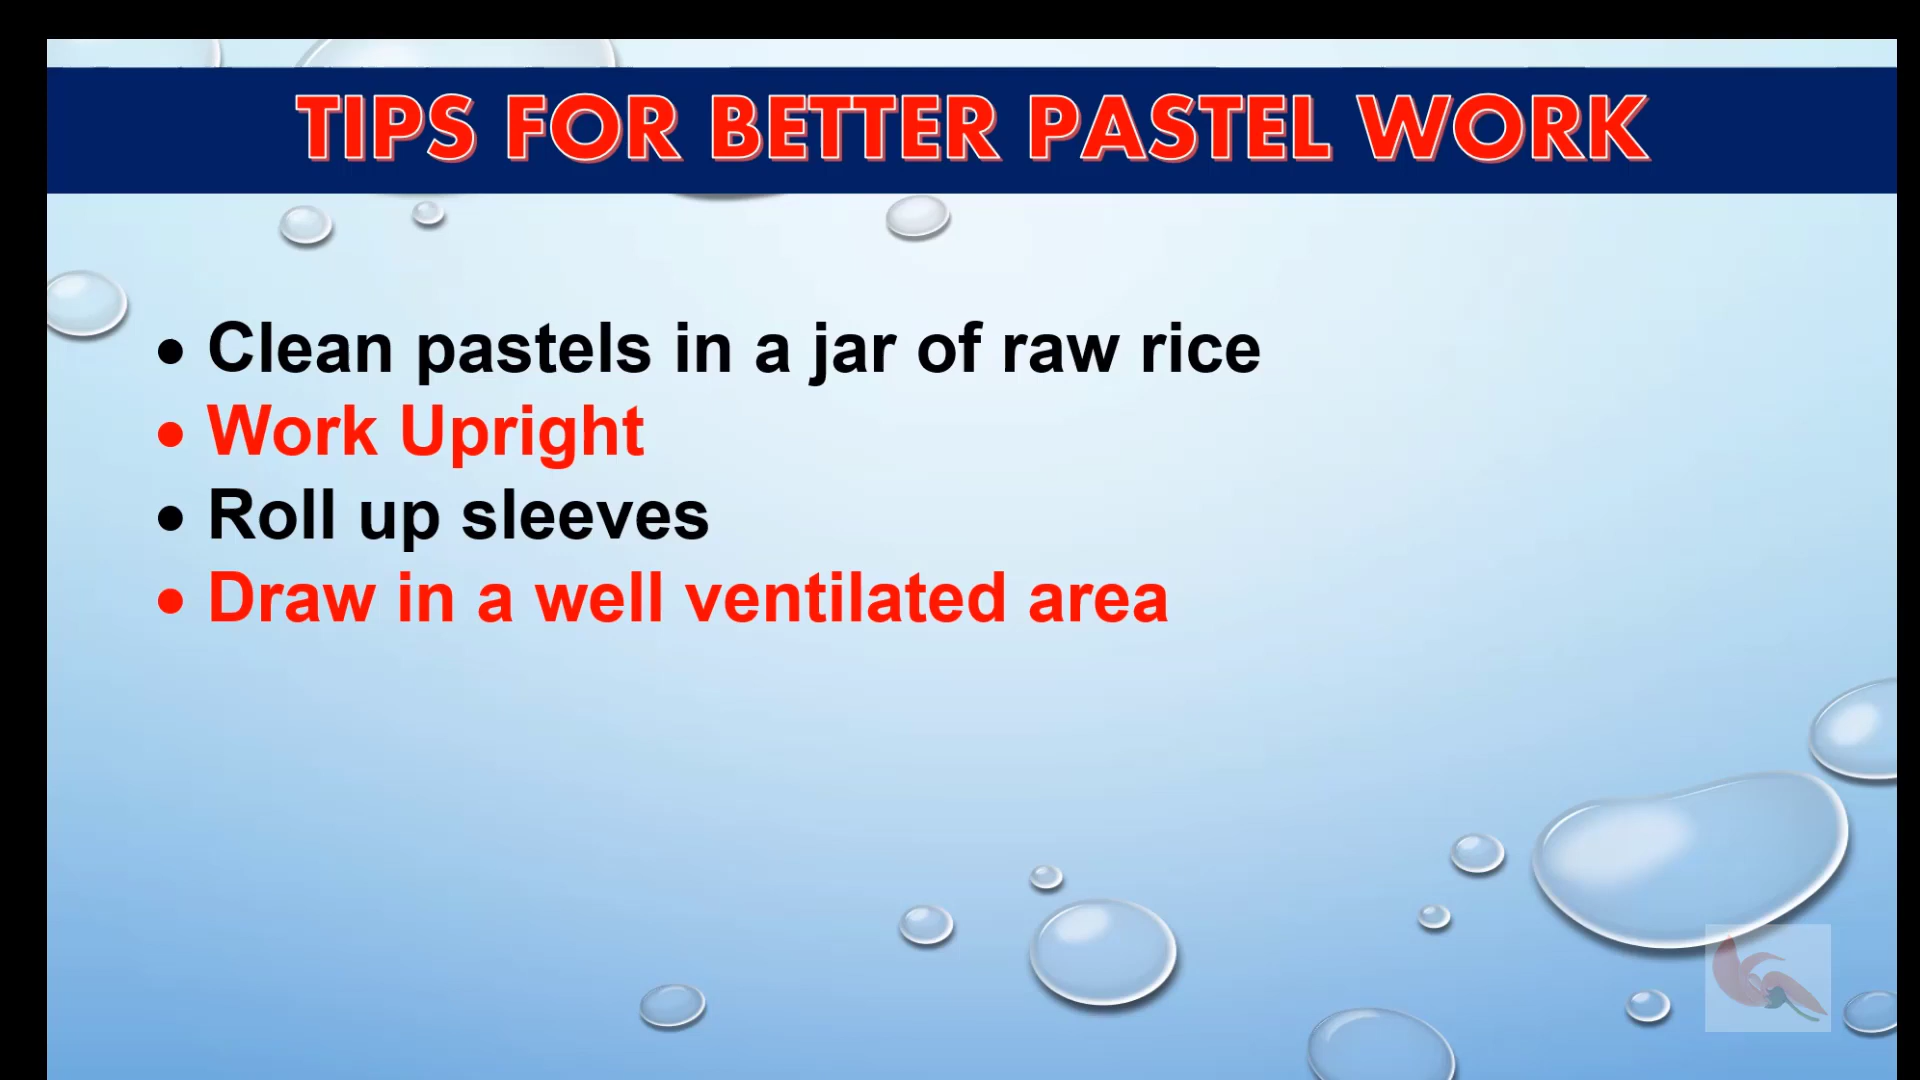 TIPS FOR BETTER PASTEL WORK
• Clean pastels in a jar of raw rice
• Work Upright
• Roll up sleeves
• Draw in a well ventilated area